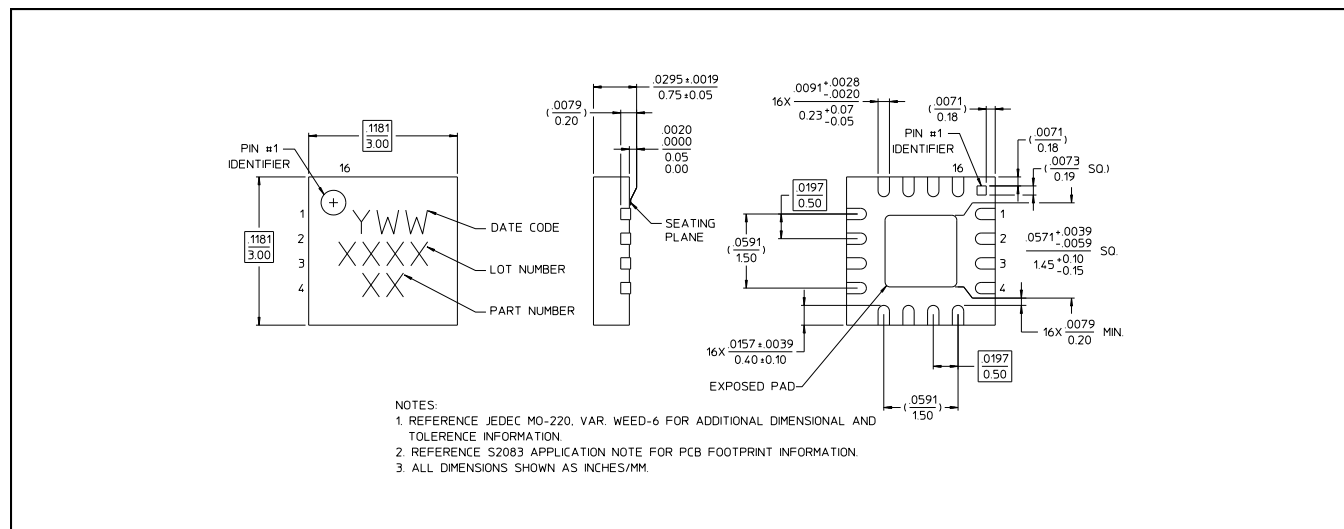 .1181
3.00
PIN #1
IDENTIFIER
16
.1181
3.00
1
2
3
4
YWW
XXXX
XX
DATE CODE
LOT NUMBER
PART NUMBER
.0295±.0019
0.75±0.05
(.0079
0.20)
.0020
.0000
0.05
0.00
SEATING
PLANE
16X .0091 +.0028
-.0020
0.23 +0.07
-0.05
(.0071
0.18)
PIN #1
IDENTIFIER
16
(.0071
0.18)
(.0073
0.19 SQ.)
.0197
0.50
(.0591
1.50)
1
2
3
4
.0571 +.0039
-.0059 SQ.
1.45 +0.10
-0.15
16X .0157±.0039
0.40±0.10
16X .0079 MIN.
0.20
.0197
0.50
EXPOSED PAD
(.0591
1.50)
NOTES:
1. REFERENCE JEDEC MO-220, VAR. WEED-6 FOR ADDITIONAL DIMENSIONAL AND
TOLERENCE INFORMATION.
2. REFERENCE S2083 APPLICATION NOTE FOR PCB FOOTPRINT INFORMATION.
3. ALL DIMENSIONS SHOWN AS INCHES/MM.